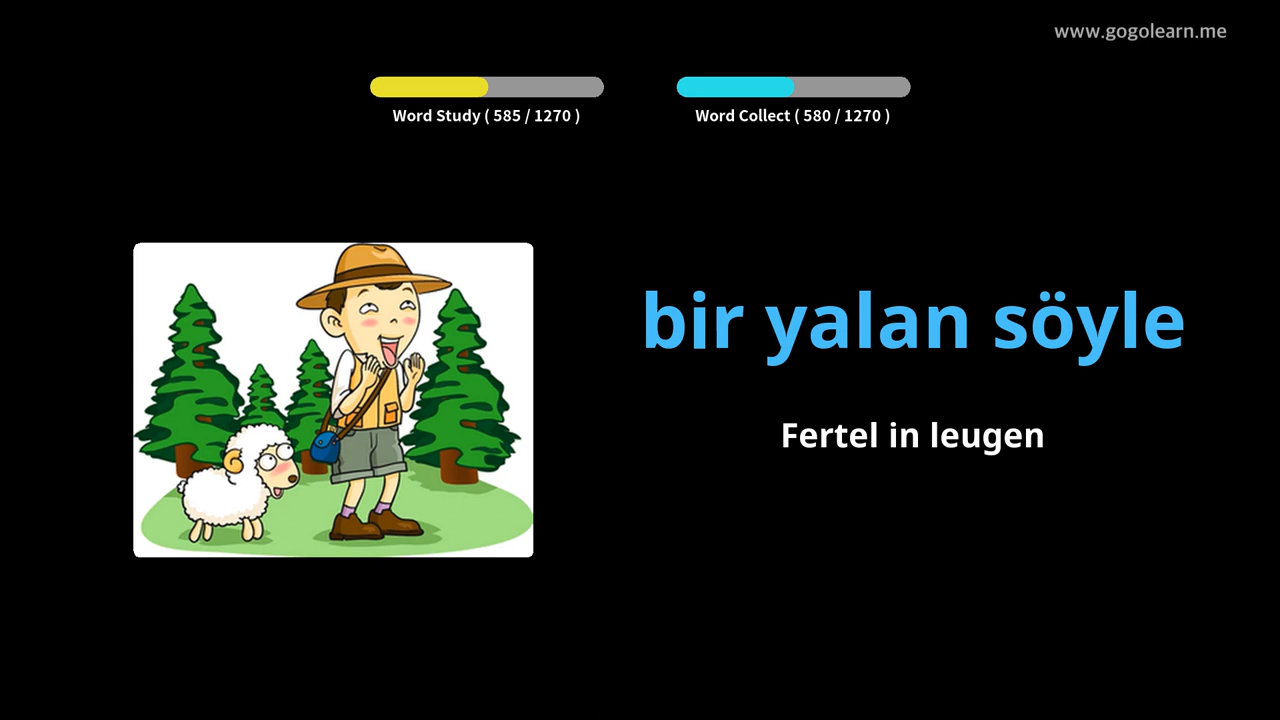 www.gogolearn.me
Word Study ( 585 / 1270 )
Word Collect ( 580 / 1270 )
bir yalan söyle
Fertel in leugen